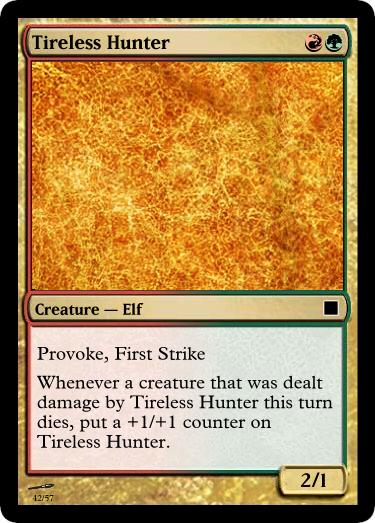 Tireless Hunter
Creature — Elf
Provoke, First Strike
Whenever a creature that was dealt
damage by Tireless Hunter this turn
dies, put a +1/+1 counter on
Tireless Hunter.
2/1
42/57